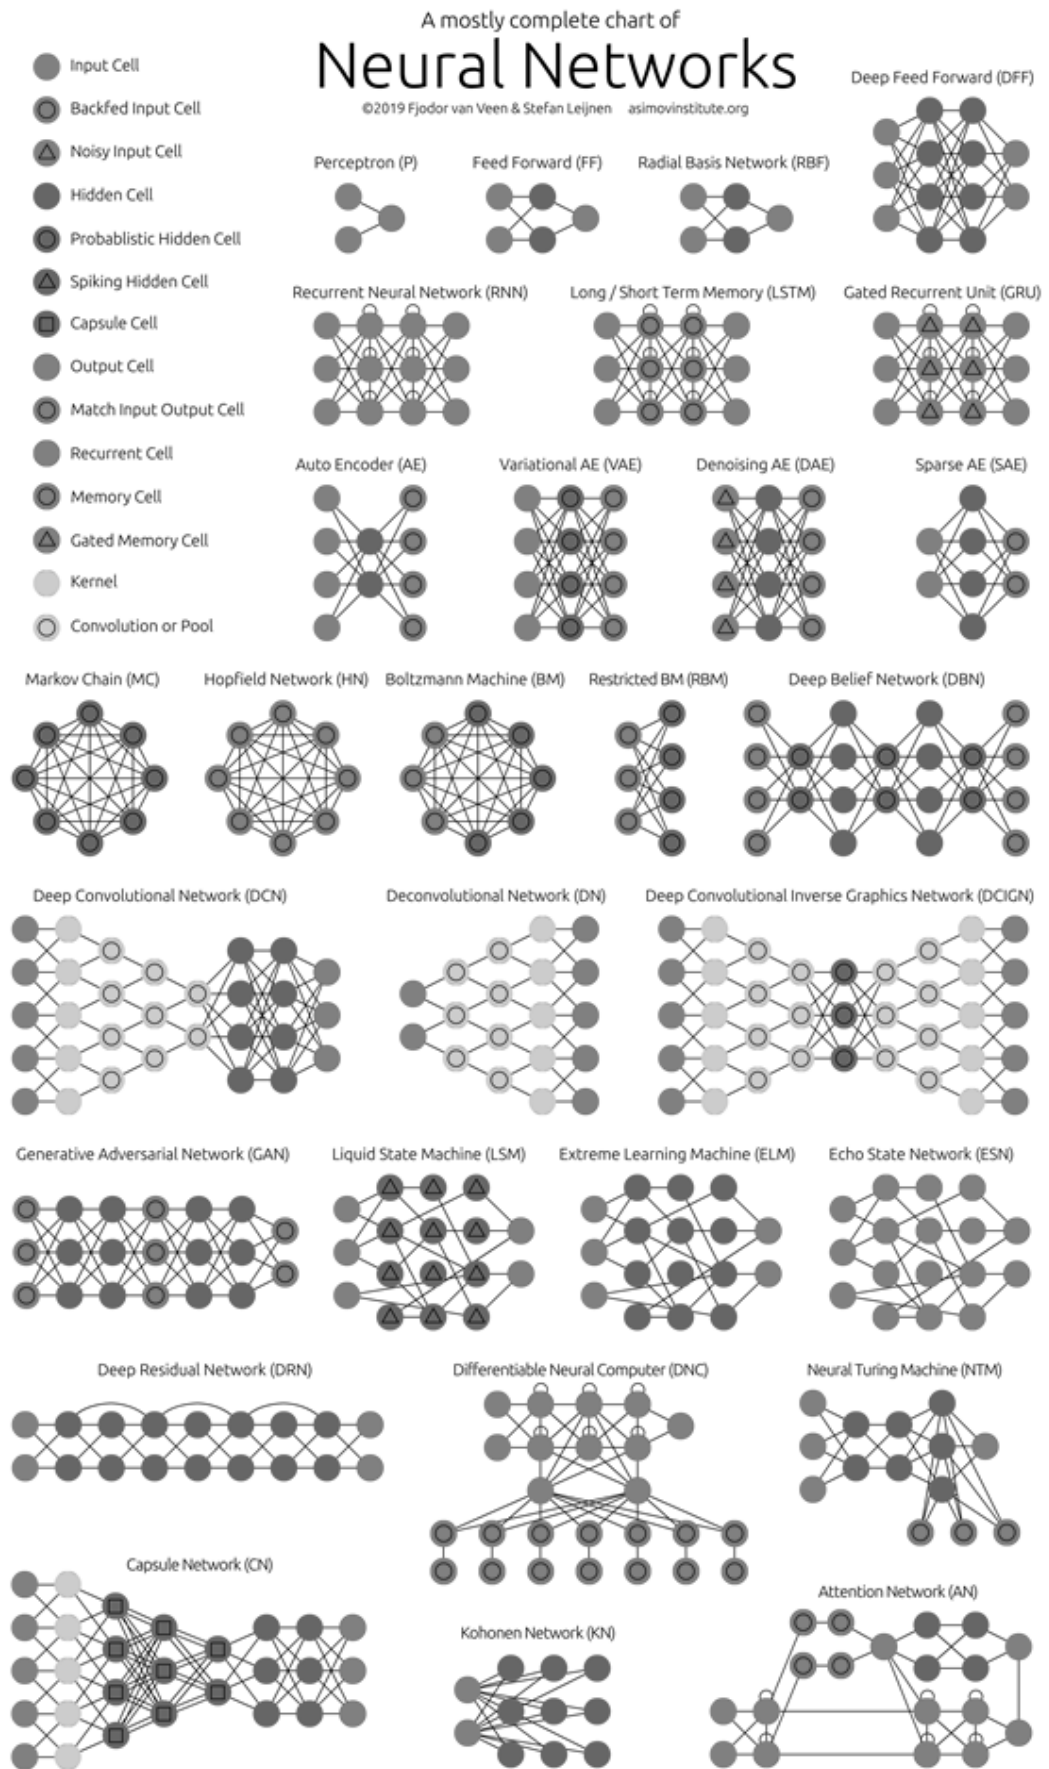 A mostly complete chart of
Neural Networks
©2019 Fjodor van Veen & Stefan Leijnen asimovinstitute.org
Input Cell
Backfed Input Cell
Noisy Input Cell
Hidden Cell
Probablistic Hidden Cell
Spiking Hidden Cell
Capsule Cell
Output Cell
Match Input Output Cell
Recurrent Cell
Memory Cell
Gated Memory Cell
Kernel
Convolution or Pool
Deep Feed Forward (DFF)
Perceptron (P)
Feed Forward (FF)
Radial Basis Network (RBF)
Recurrent Neural Network (RNN)
Long / Short Term Memory (LSTM)
Gated Recurrent Unit (GRU)
Auto Encoder (AE)
Variational AE (VAE)
Denoising AE (DAE)
Sparse AE (SAE)
Markov Chain (MC)
Hopfield Network (HN)
Boltzmann Machine (BM)
Restricted BM (RBM)
Deep Belief Network (DBN)
Deep Convolutional Network (DCN)
Deconvolutional Network (DN)
Deep Convolutional Inverse Graphics Network (DCIGN)
Generative Adversarial Network (GAN)
Liquid State Machine (LSM)
Extreme Learning Machine (ELM)
Echo State Network (ESN)
Deep Residual Network (DRN)
Differentiable Neural Computer (DNC)
Neural Turing Machine (NTM)
Capsule Network (CN)
Kohonen Network (KN)
Attention Network (AN)